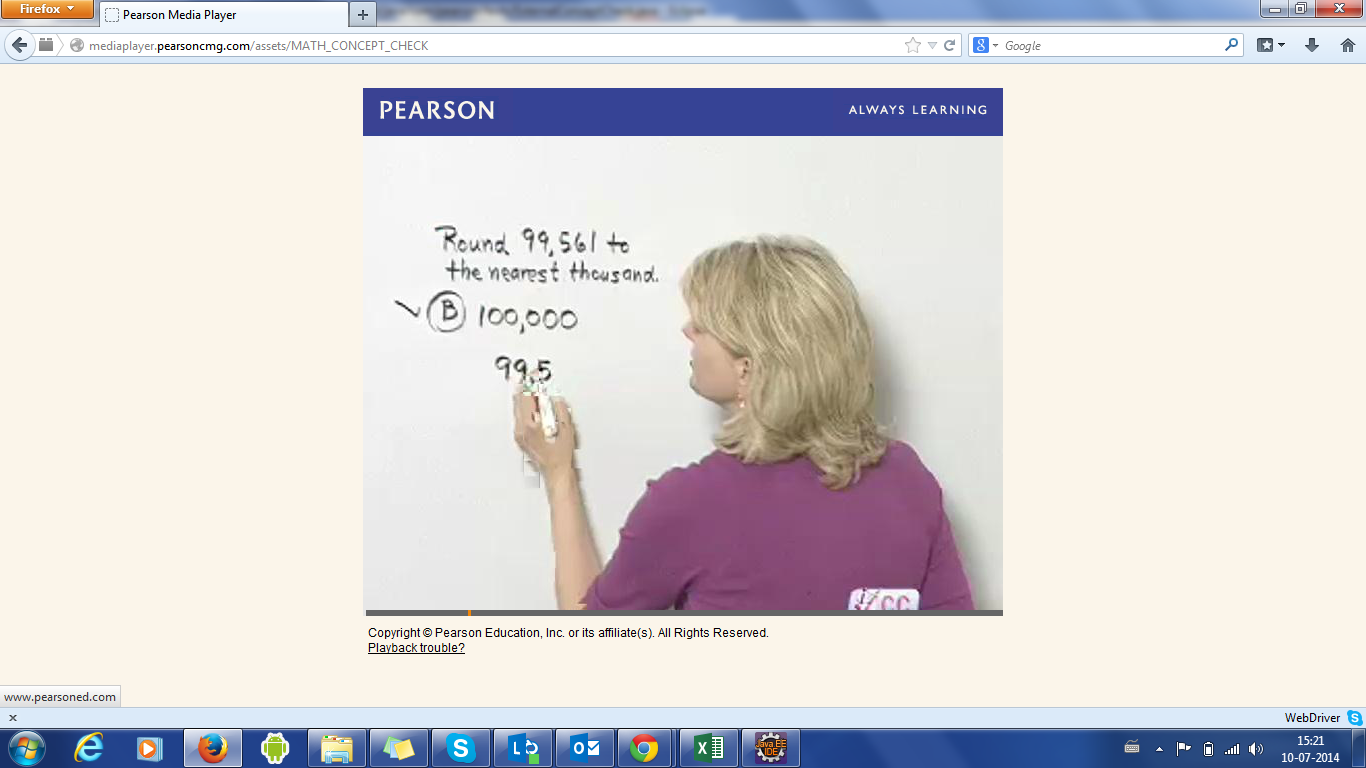 Firefox
Pearson Media Player
mediaplayer.pearsoncmg.com/assets/MATH_CONCEPT_CHECK
Google
PEARSON
ALWAYS LEARNING
Round 99,561 to
the nearest thousand.
B 100,000
99,5
CC
Copyright © Pearson Education, Inc. or its affiliate(s). All Rights Reserved.
Playback trouble?
www.pearsoned.com
WebDriver
Java EE
IDE
15:21
10-07-2014